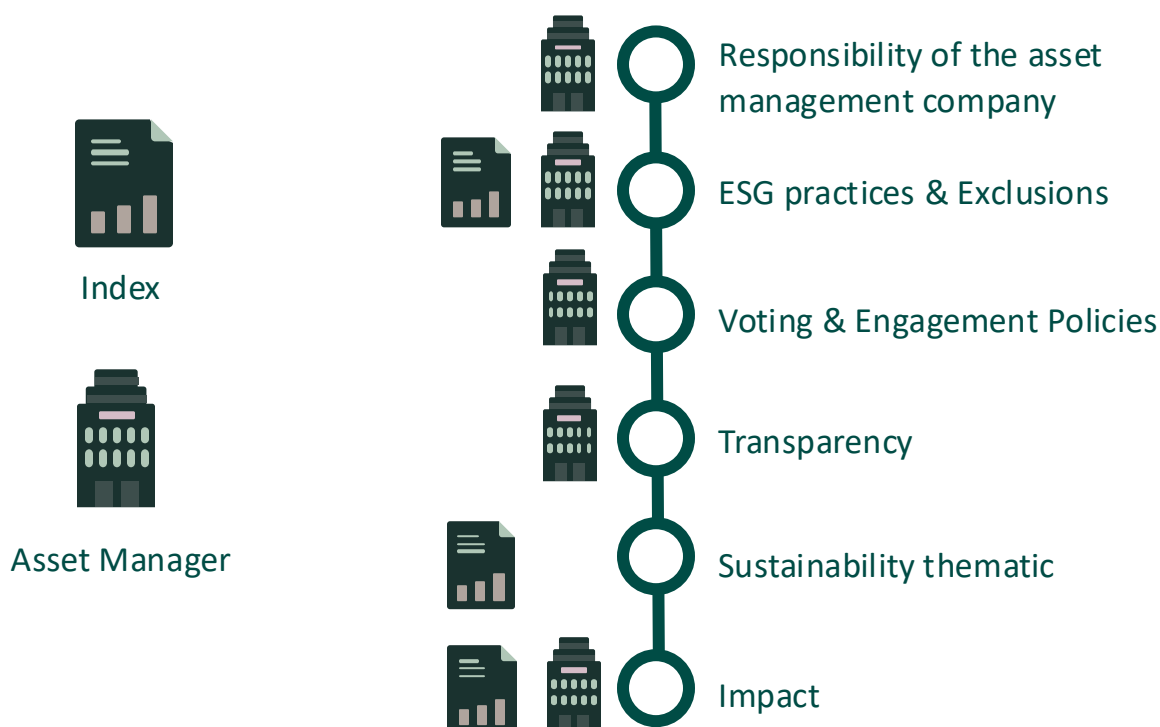 Index
Asset Manager
Responsibility of the asset
management company
ESG practices & Exclusions
Voting & Engagement Policies
Transparency
Sustainability thematic
Impact